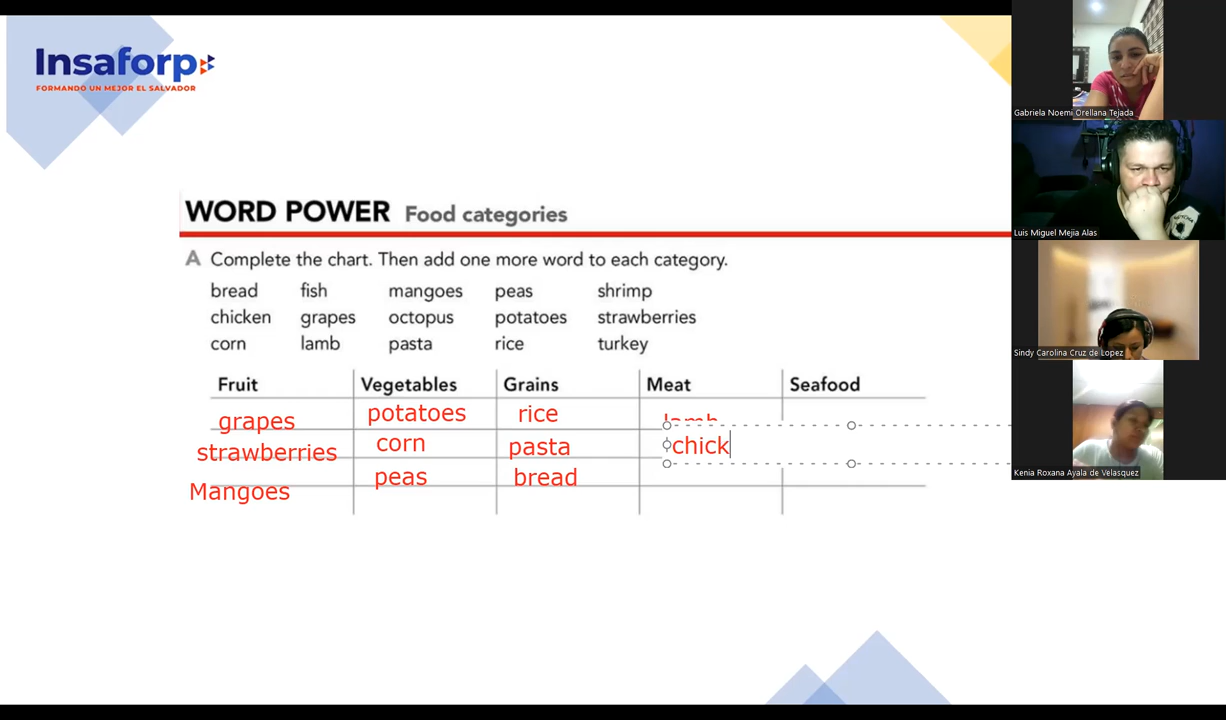 Insaforp
FORMANDO UN MEJOR EL SALVADOR
WORD POWER Food categories
A Complete the chart. Then add one more word to each category.
bread fish mangoes peas shrimp
chicken grapes octopus potatoes strawberries
corn lamb pasta rice turkey
Fruit Vegetables Grains Meat Seafood
grapes potatoes rice lamb
strawberries corn pasta chick
Mangoes peas bread
Gabriela Noemi Orellana Tejada
Luis Miguel Mejia Alas
Sindy Carolina Cruz de Lopez
Kenia Roxana Ayala de Velasquez